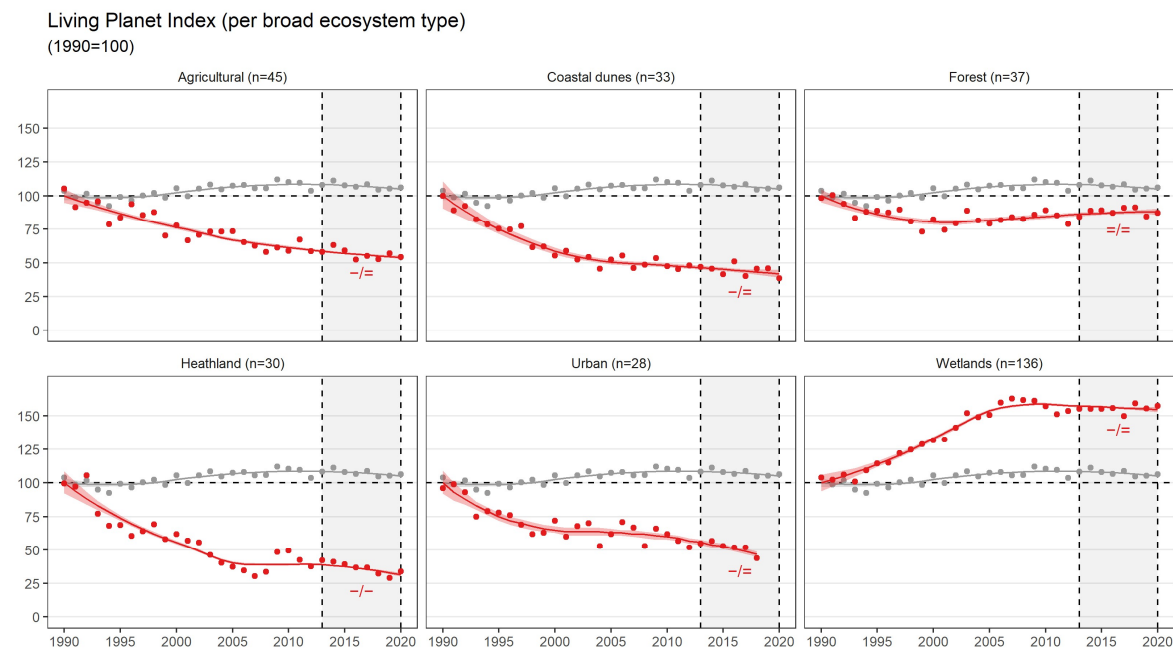 Living Planet Index (per broad ecosystem type)
(1990=100)
Agricultural (n=45)
Coastal dunes (n=33)
Forest (n=37)
150
125
100
75
50
25
0
−/=
−/=
=/=
Heathland (n=30)
Urban (n=28)
Wetlands (n=136)
150
125
100
75
50
25
0
−/−
−/=
−/=
1990 1995 2000 2005 2010 2015 2020
1990 1995 2000 2005 2010 2015 2020
1990 1995 2000 2005 2010 2015 2020